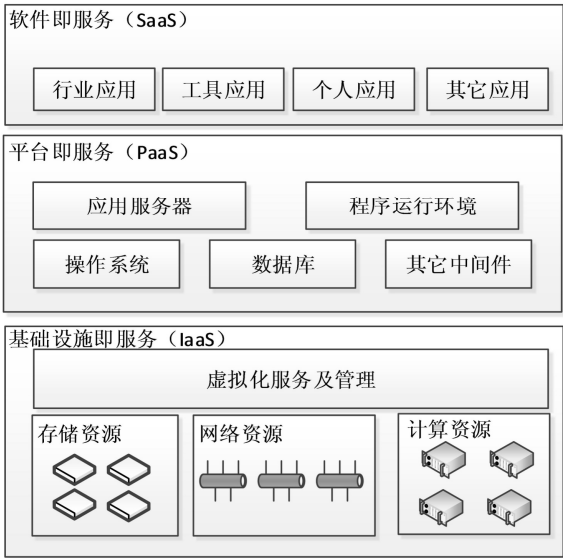 软件即服务（SaaS）
行业应用
工具应用
个人应用
其它应用
平台即服务（PaaS）
应用服务器
程序运行环境
操作系统
数据库
其它中间件
基础设施即服务（IaaS）
虚拟化服务及管理
存储资源
网络资源
计算资源